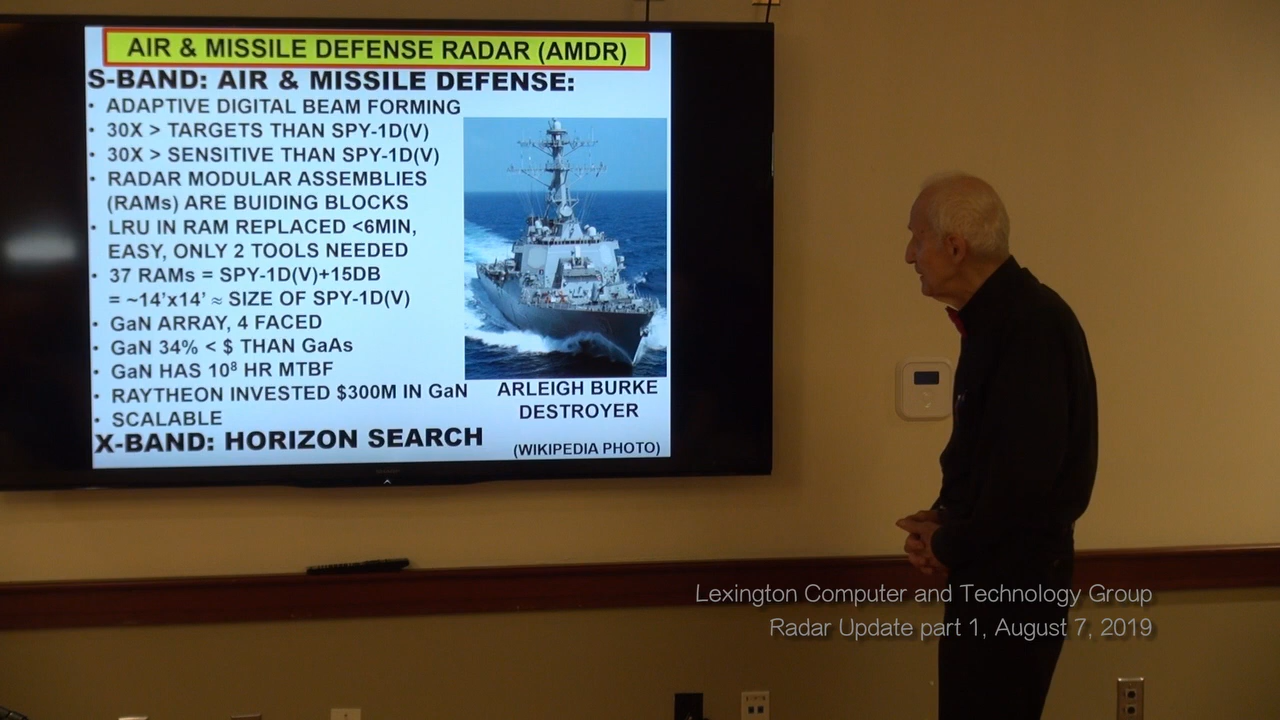 AIR & MISSILE DEFENSE RADAR (AMDR)
S-BAND: AIR & MISSILE DEFENSE:
• ADAPTIVE DIGITAL BEAM FORMING
• 30X > TARGETS THAN SPY-1D(V)
• 30X > SENSITIVE THAN SPY-1D(V)
• RADAR MODULAR ASSEMBLIES
(RAMs) ARE BUIDING BLOCKS
• LRU IN RAM REPLACED <6MIN,
EASY, ONLY 2 TOOLS NEEDED
• 37 RAMs = SPY-1D(V)+15DB
= ~14'x14' ≈ SIZE OF SPY-1D(V)
• GaN ARRAY, 4 FACED
• GaN 34% < $ THAN GaAs
• GaN HAS 10⁸ HR MTBF
• RAYTHEON INVESTED $300M IN GaN
• SCALABLE
X-BAND: HORIZON SEARCH
ARLEIGH BURKE
DESTROYER
(WIKIPEDIA PHOTO)
Lexington Computer and Technology Group
Radar Update part 1, August 7, 2019